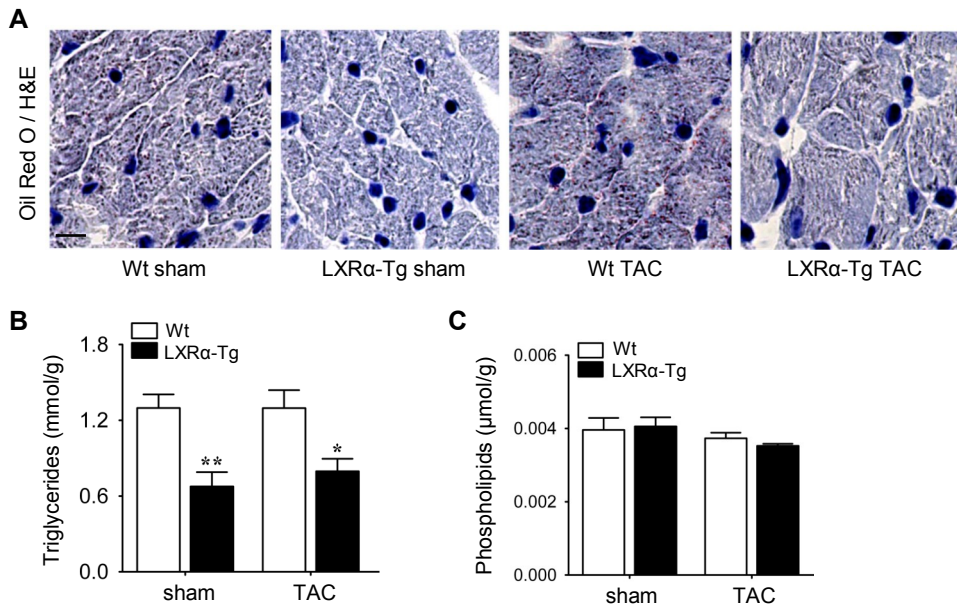 A
Oil Red O / H&E
Wt sham
LXRα-Tg sham
Wt TAC
LXRα-Tg TAC
B
Wt
LXRα-Tg
Triglycerides (mmol/g)
1.8
1.2
0.6
0.0
**
*
sham
TAC
C
Wt
LXRα-Tg
Phospholipids (μmol/g)
0.006
0.004
0.002
0.000
sham
TAC